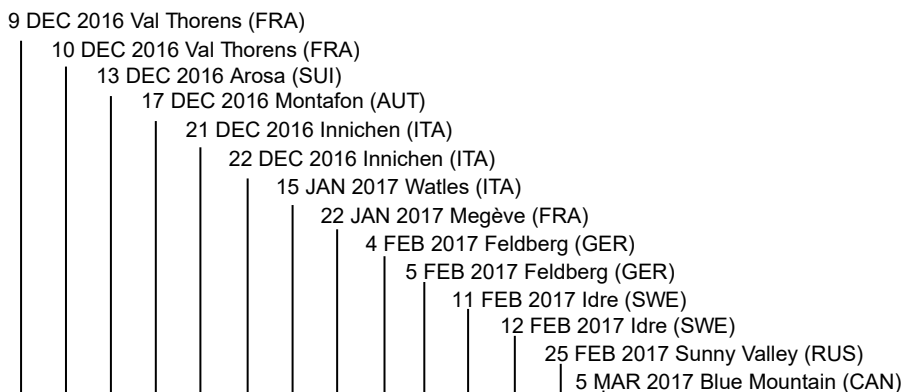 9 DEC 2016 Val Thorens (FRA)
10 DEC 2016 Val Thorens (FRA)
13 DEC 2016 Arosa (SUI)
17 DEC 2016 Montafon (AUT)
21 DEC 2016 Innichen (ITA)
22 DEC 2016 Innichen (ITA)
15 JAN 2017 Watles (ITA)
22 JAN 2017 Megève (FRA)
4 FEB 2017 Feldberg (GER)
5 FEB 2017 Feldberg (GER)
11 FEB 2017 Idre (SWE)
12 FEB 2017 Idre (SWE)
25 FEB 2017 Sunny Valley (RUS)
5 MAR 2017 Blue Mountain (CAN)